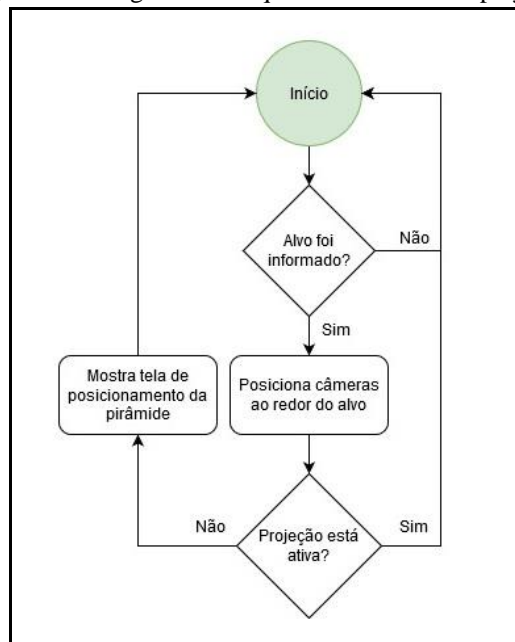 Início
Alvo foi
informado?
Não
Sim
Mostra tela de
posicionamento da
pirâmide
Posiciona câmeras
ao redor do alvo
Não
Projeção está
ativa?
Sim